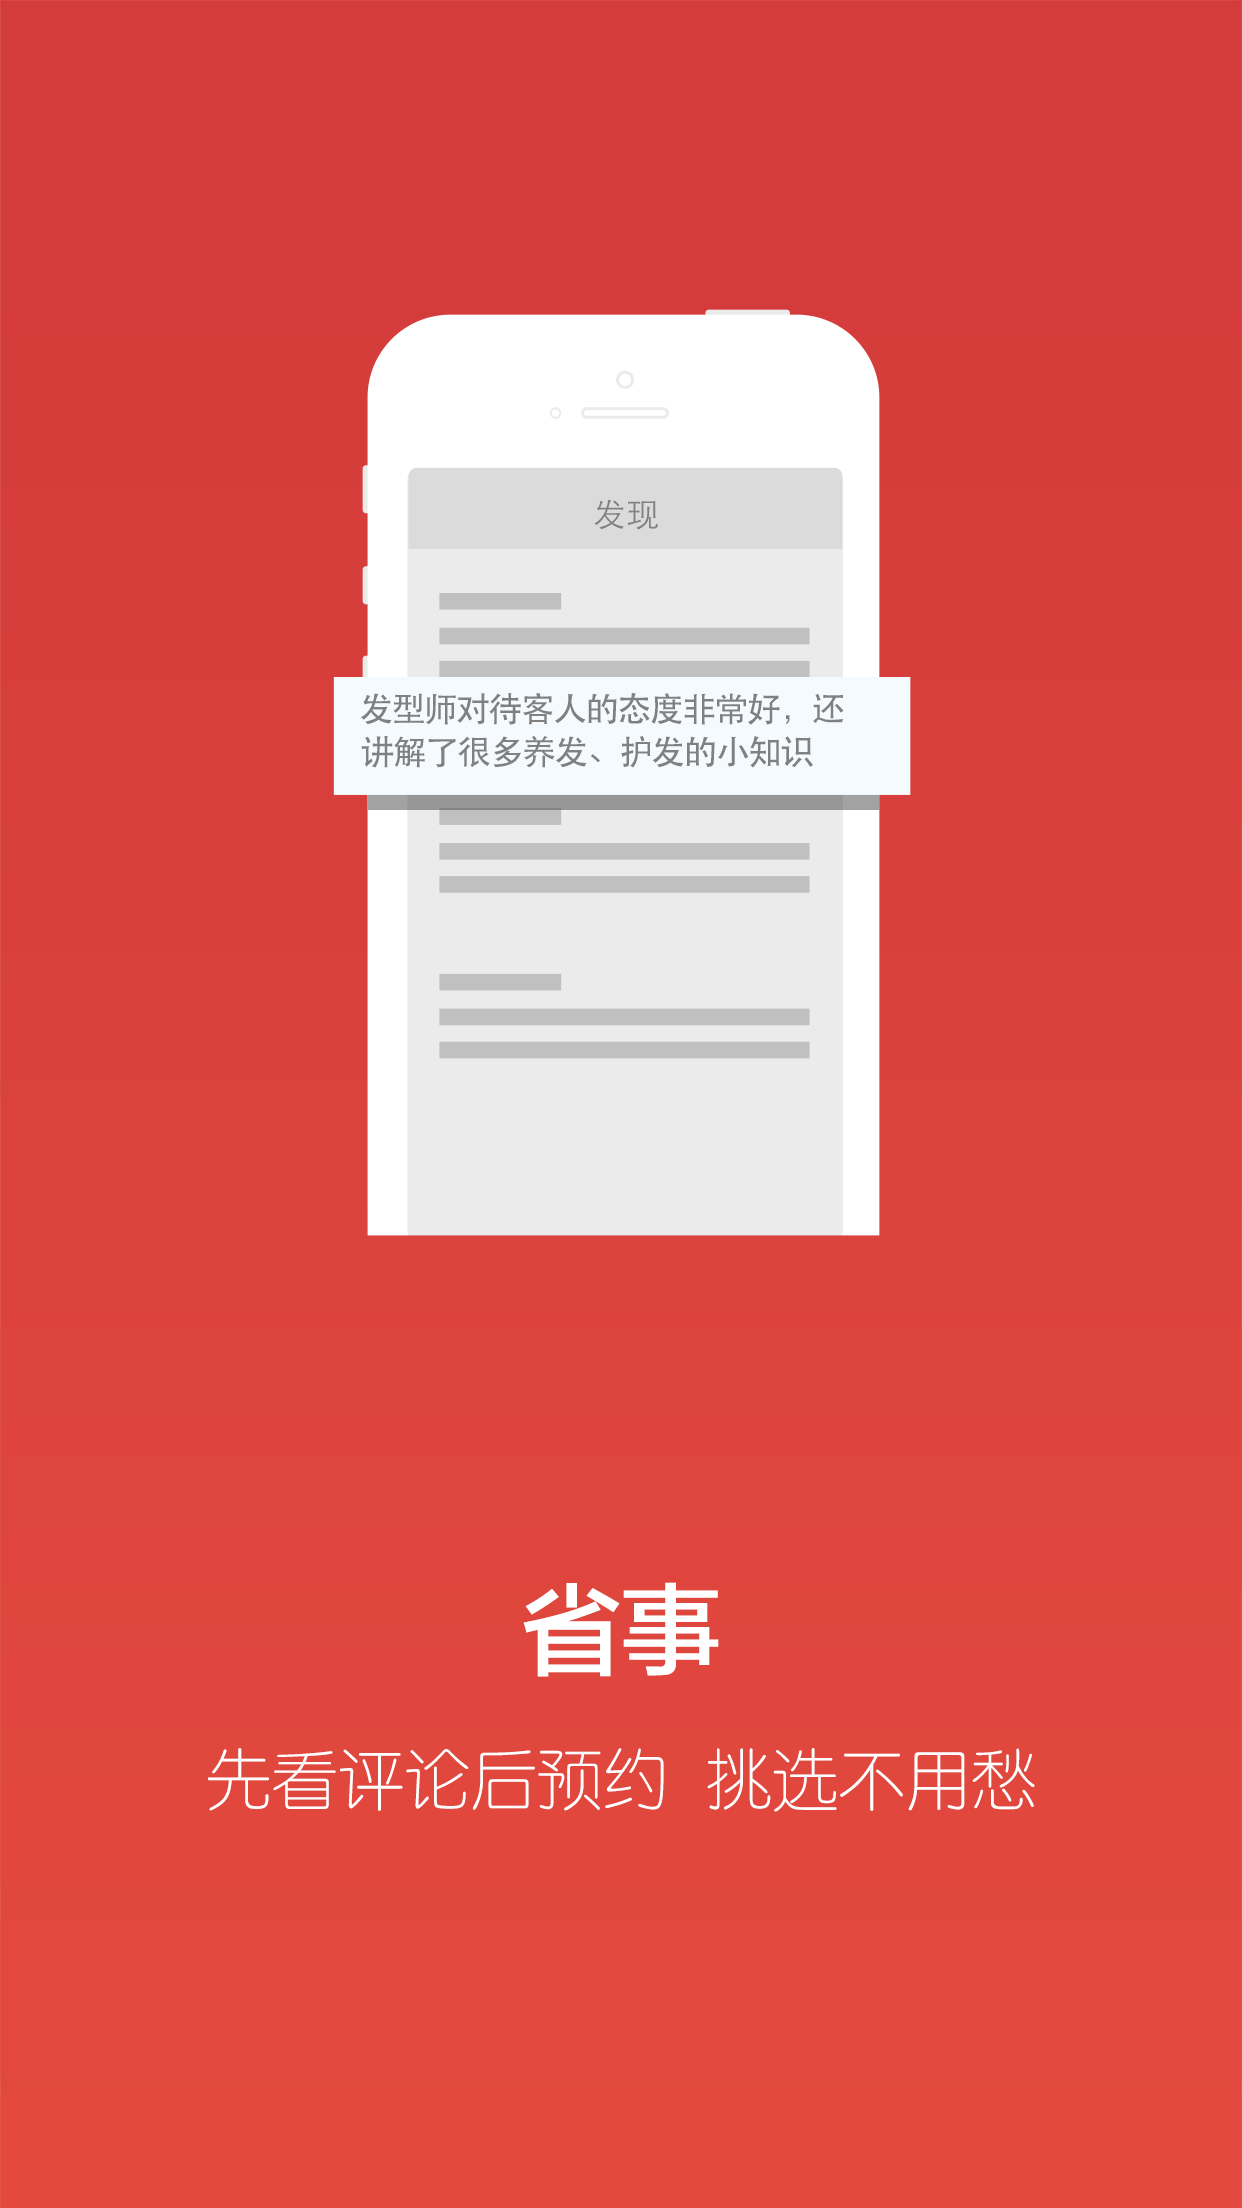 发现
发型师对待客人的态度非常好，还
讲解了很多养发、护发的小知识
省事
先看评论后预约 挑选不用愁